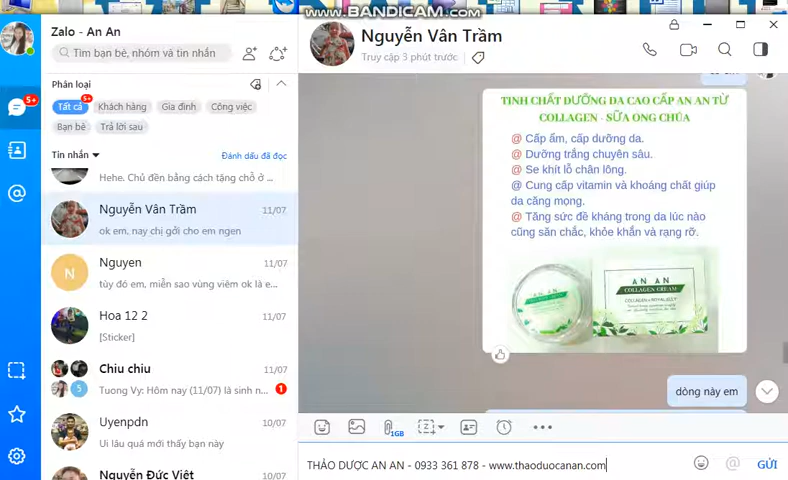 www.BANDICAM.com
Zalo - An An
Tìm bạn bè, nhóm và tin nhắn
Phân loại
Tất cả
5+
Khách hàng
Gia đình
Công việc
Bạn bè
Trả lời sau
Tin nhắn
Đánh dấu đã đọc
Hehe. Chủ đền bằng cách tặng chỗ ở ...
Nguyễn Vân Trầm
11/07
ok em, nay chị gởi cho em ngen
N
Nguyen
11/07
tùy đó em, miễn sao vùng viêm ok là e...
Hoa 12 2
11/07
[Sticker]
5
Chiu chiu
11/07
Tuong Vy: Hôm nay (11/07) là sinh n...
1
Uyenpdn
10/07
Ui lâu quá mới thấy bạn này
Nguyễn Đức Việt
10/07
5+
Nguyễn Vân Trầm
Truy cập 3 phút trước
TINH CHẤT DƯỠNG DA CAO CẤP AN AN TỪ
COLLAGEN - SỮA ONG CHÚA
@ Cấp ẩm, cấp dưỡng da.
@ Dưỡng trắng chuyên sâu.
@ Se khít lỗ chân lông.
@ Cung cấp vitamin và khoáng chất giúp
da căng mọng.
@ Tăng sức đề kháng trong da lúc nào
cũng săn chắc, khỏe khắn và rạng rỡ.
AN AN
COLLAGEN CREAM
COLLAGEN+ROYAL JELLY
AN AN
dòng này em
1GB
THẢO DƯỢC AN AN - 0933 361 878 - www.thaoduocanan.com
GỬI